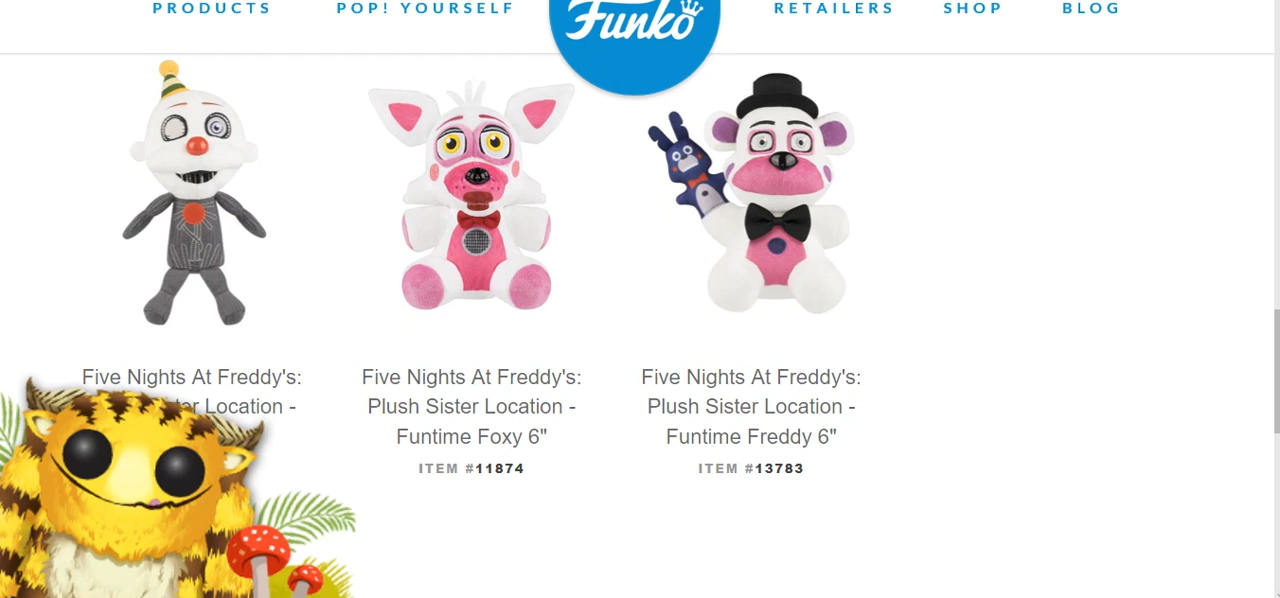 PRODUCTS POP! YOURSELF Funko RETAILERS SHOP BLOG
Five Nights At Freddy's:
Location -
Five Nights At Freddy's:
Plush Sister Location -
Funtime Foxy 6"
ITEM #11874
Five Nights At Freddy's:
Plush Sister Location -
Funtime Freddy 6"
ITEM #13783